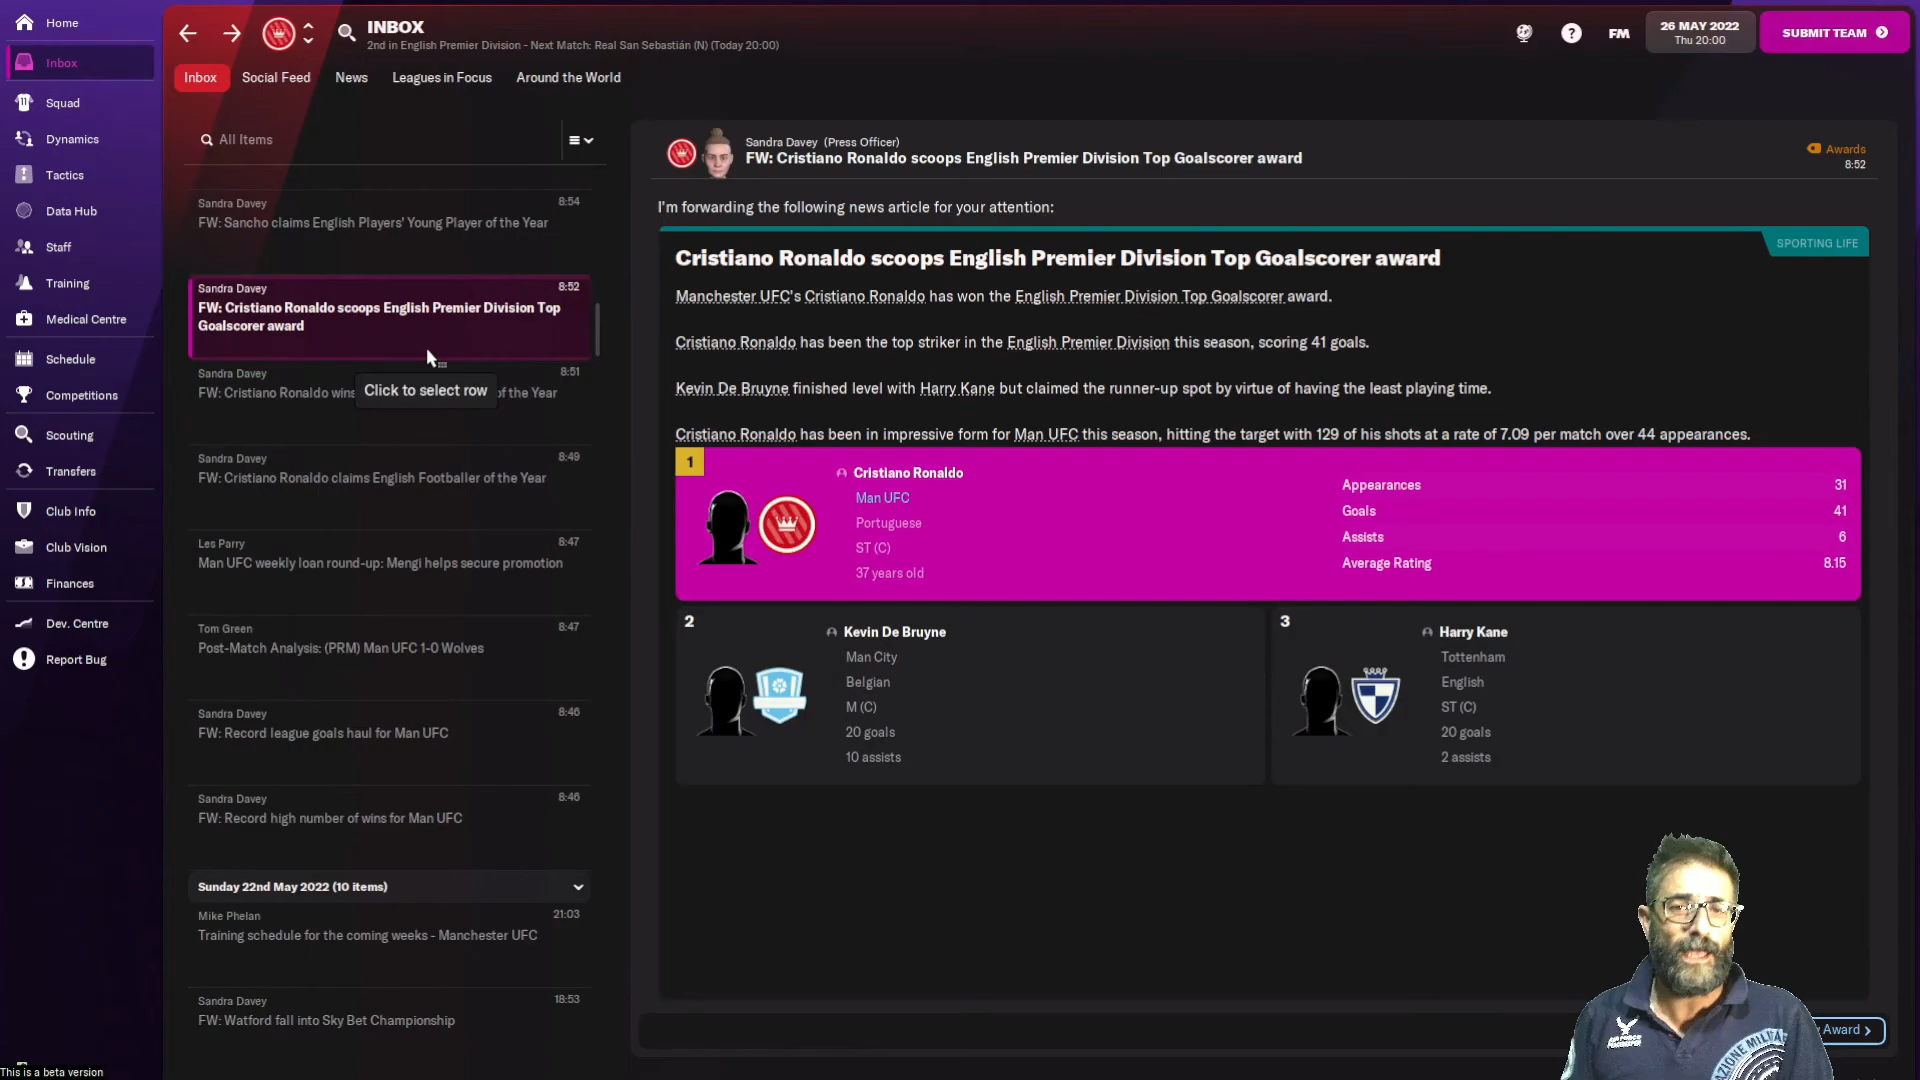 Home
Inbox
Squad
Dynamics
Tactics
Data Hub
Staff
Training
Medical Centre
Schedule
Competitions
Scouting
Transfers
Club Info
Club Vision
Finances
Dev. Centre
Report Bug
This is a beta version
INBOX
2nd in English Premier Division - Next Match: Real San Sebastián (N) (Today 20:00)
FM
26 MAY 2022
Thu 20:00
SUBMIT TEAM
Inbox
Social Feed
News
Leagues in Focus
Around the World
All Items
Sandra Davey
8:54
FW: Sancho claims English Players' Young Player of the Year
Sandra Davey
8:52
FW: Cristiano Ronaldo scoops English Premier Division Top
Goalscorer award
Sandra Davey
8:51
FW: Cristiano Ronaldo wins
of the Year
Click to select row
Sandra Davey
8:49
FW: Cristiano Ronaldo claims English Footballer of the Year
Les Parry
8:47
Man UFC weekly loan round-up: Mengi helps secure promotion
Tom Green
8:47
Post-Match Analysis: (PRM) Man UFC 1-0 Wolves
Sandra Davey
8:46
FW: Record league goals haul for Man UFC
Sandra Davey
8:46
FW: Record high number of wins for Man UFC
Sunday 22nd May 2022 (10 items)
Mike Phelan
21:03
Training schedule for the coming weeks - Manchester UFC
Sandra Davey
18:53
FW: Watford fall into Sky Bet Championship
Sandra Davey (Press Officer)
FW: Cristiano Ronaldo scoops English Premier Division Top Goalscorer award
Awards
8:52
I'm forwarding the following news article for your attention:
SPORTING LIFE
Cristiano Ronaldo scoops English Premier Division Top Goalscorer award
Manchester UFC's Cristiano Ronaldo has won the English Premier Division Top Goalscorer award.
Cristiano Ronaldo has been the top striker in the English Premier Division this season, scoring 41 goals.
Kevin De Bruyne finished level with Harry Kane but claimed the runner-up spot by virtue of having the least playing time.
Cristiano Ronaldo has been in impressive form for Man UFC this season, hitting the target with 129 of his shots at a rate of 7.09 per match over 44 appearances.
1
Cristiano Ronaldo
Man UFC
Portuguese
ST (C)
37 years old
Appearances 31
Goals 41
Assists 6
Average Rating 8.15
2
Kevin De Bruyne
Man City
Belgian
M (C)
20 goals
10 assists
3
Harry Kane
Tottenham
English
ST (C)
20 goals
2 assists
Award